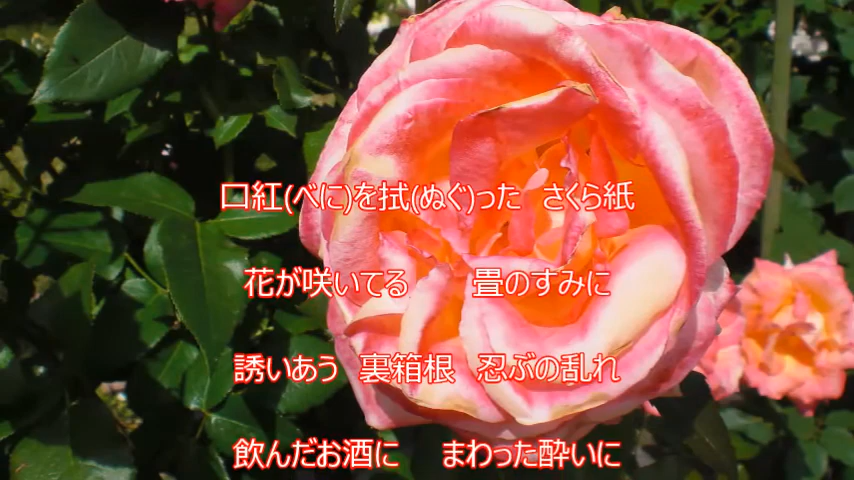 口紅(べに)を拭(ぬぐ)った　さくら紙
花が咲いてる　　畳のすみに
誘いあう　裏箱根　忍ぶの乱れ
飲んだお酒に　　まわった酔いに